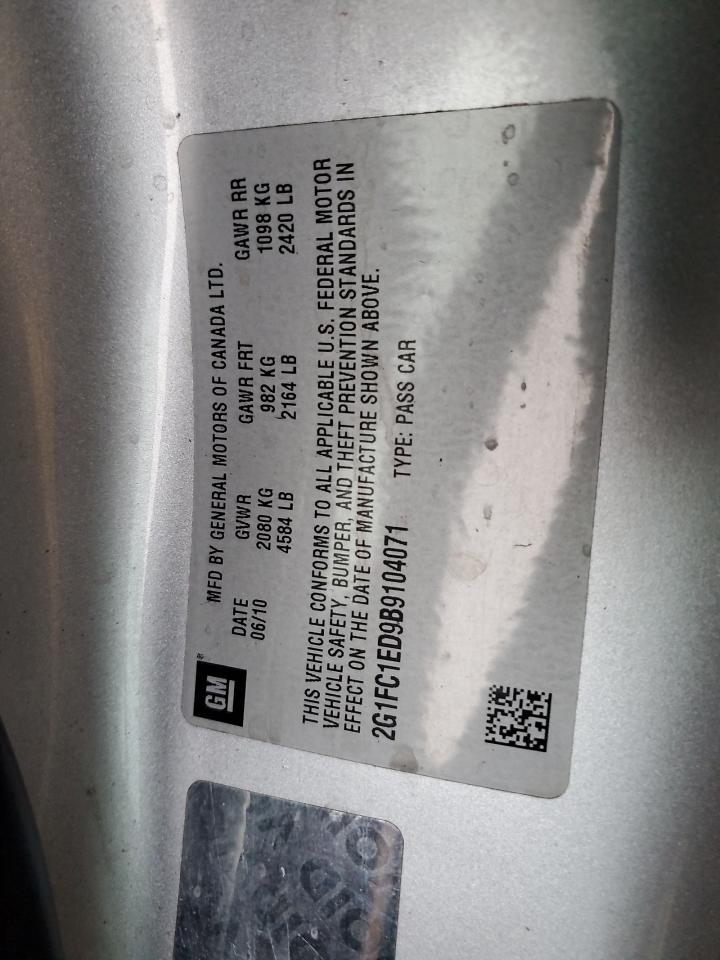 GM ®
MFD BY GENERAL MOTORS OF CANADA LTD.
DATE GVWR GAWR FRT GAWR RR
06/10 2080 KG 982 KG 1098 KG
4584 LB 2164 LB 2420 LB
THIS VEHICLE CONFORMS TO ALL APPLICABLE U.S. FEDERAL MOTOR
VEHICLE SAFETY, BUMPER, AND THEFT PREVENTION STANDARDS IN
EFFECT ON THE DATE OF MANUFACTURE SHOWN ABOVE.
2G1FC1ED9B9104071 TYPE: PASS CAR
VOID